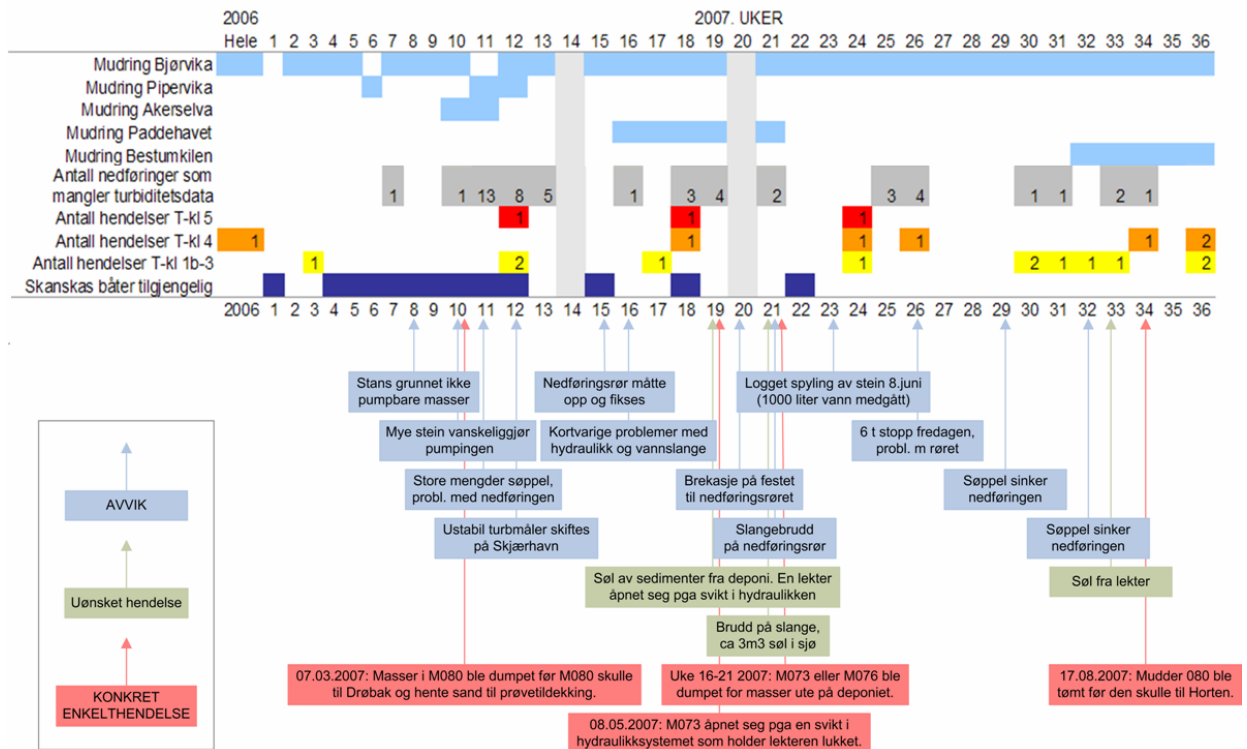 2006 2007. UKER
Hele 1 2 3 4 5 6 7 8 9 10 11 12 13 14 15 16 17 18 19 20 21 22 23 24 25 26 27 28 29 30 31 32 33 34 35 36
Mudring Bjørvika
Mudring Pipervika
Mudring Akerselva
Mudring Paddehavet
Mudring Bestumkilen
Antall nedføringer som
mangler turbiditetsdata 1 1 13 8 5 1 3 4 2 3 4 1 1 2 1
Antall hendelser T-kl 5 1 1 1
Antall hendelser T-kl 4 1 1 1 1 1 2
Antall hendelser T-kl 1b-3 1 2 1 1 2 1 1 1 2
Skanskas båter tilgjengelig
2006 1 2 3 4 5 6 7 8 9 10 11 12 13 14 15 16 17 18 19 20 21 22 23 24 25 26 27 28 29 30 31 32 33 34 35 36
Stans grunnet ikke
pumpbare masser
Nedføringsrør måtte
opp og fikses
Logget spyling av stein 8.juni
(1000 liter vann medgått)
Mye stein vanskeliggjør
pumpingen
Kortvarige problemer med
hydraulikk og vannslange
6 t stopp fredagen,
probl. m røret
Store mengder søppel,
probl. med nedføringen
Brekasje på festet
til nedføringsrøret
Søppel sinker
nedføringen
Ustabil turbmåler skiftes
på Skjærhavn
Slangebrudd
på nedføringsrør
Søppel sinker
nedføringen
Søl av sedimenter fra deponi. En lekter
åpnet seg pga svikt i hydraulikken
Søl fra lekter
Brudd på slange,
ca 3m3 søl i sjø
07.03.2007: Masser i M080 ble dumpet før M080 skulle
til Drøbak og hente sand til prøvetildekking.
Uke 16-21 2007: M073 eller M076 ble
dumpet for masser ute på deponiet.
17.08.2007: Mudder 080 ble
tømt før den skulle til Horten.
08.05.2007: M073 åpnet seg pga en svikt i
hydraulikksystemet som holder lekteren lukket.
AVVIK
Uønsket hendelse
KONKRET
ENKELTHENDELSE